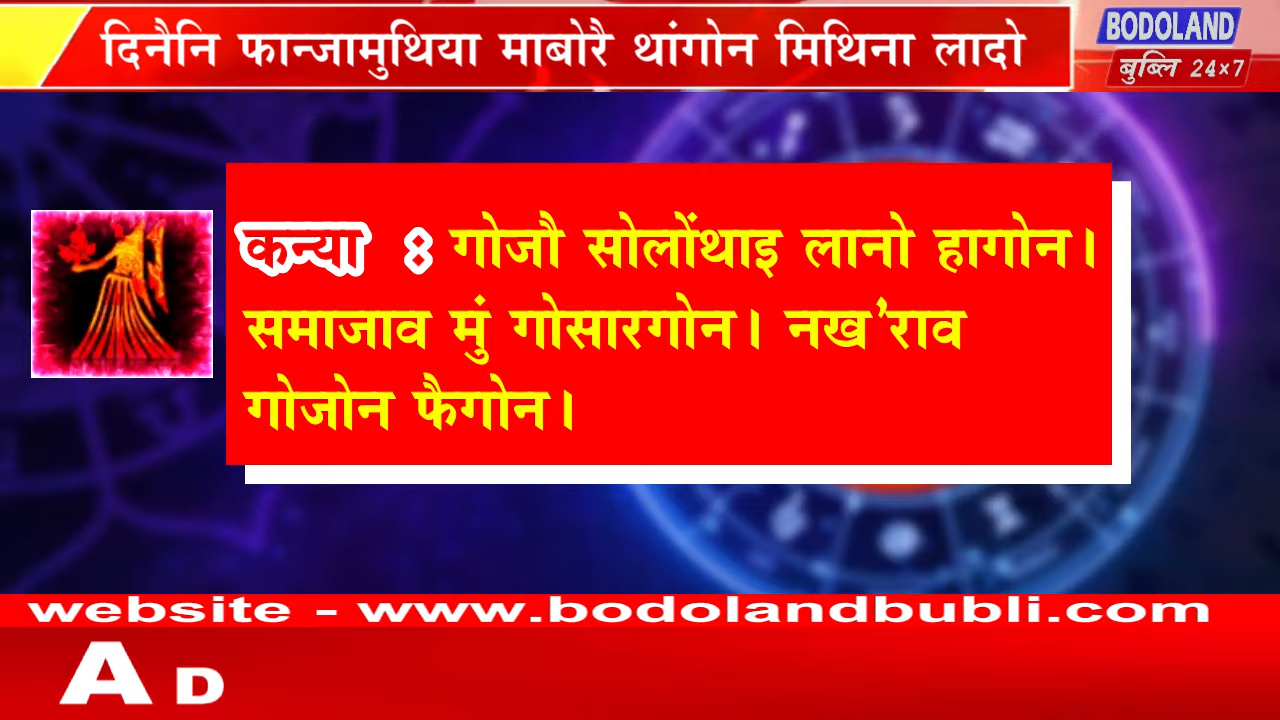 दिनैनि फान्जामुथिया माबोरै थांगोन मिथिना लादो
BODOLAND
बुब्लि 24×7
कन्या ঃ गोजौ सोलोंथाइ लानो हागोन।
समाजाव मुं गोसारगोन। नख’राव
गोजोन फैगोन।
website - www.bodolandbubli.com
A D